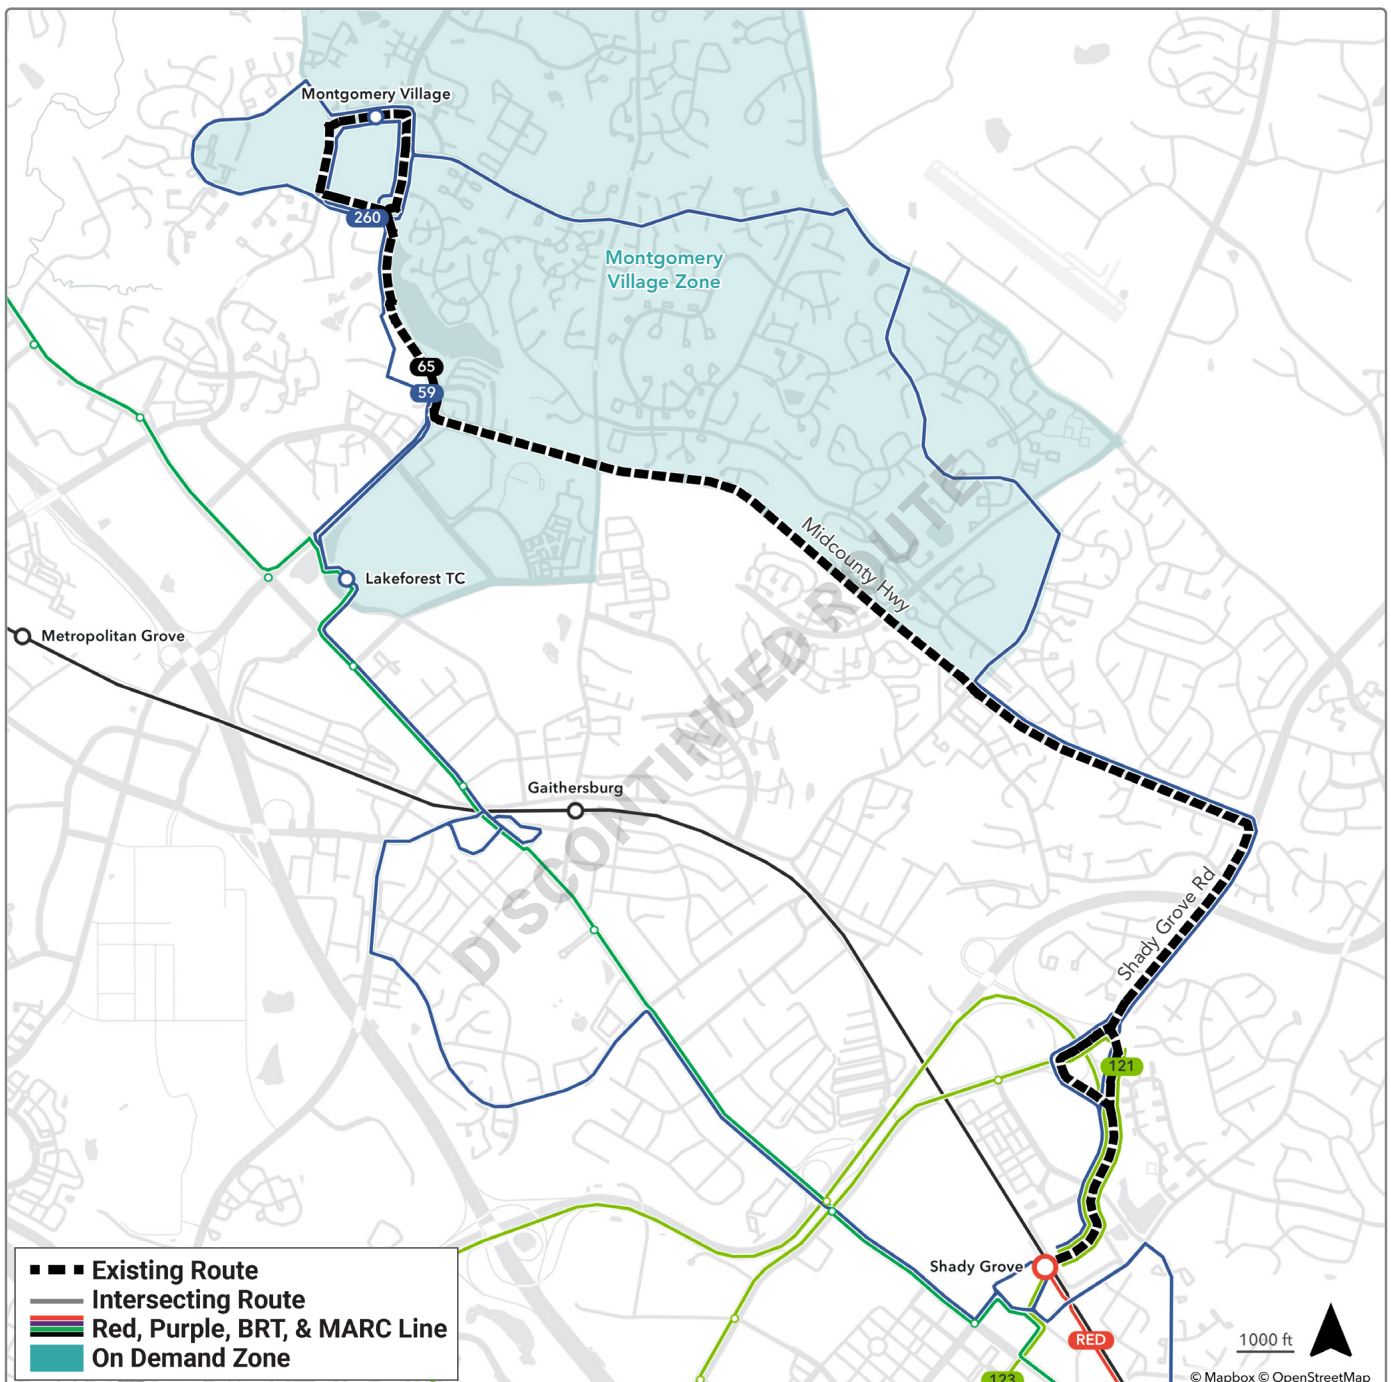 Montgomery Village
260
Montgomery
Village Zone
65
59
Midcounty Hwy
Lakeforest TC
Metropolitan Grove
Gaithersburg
DISCONTINUED ROUTE
Shady Grove Rd
121
Shady Grove
RED
123
Existing Route
Intersecting Route
Red, Purple, BRT, & MARC Line
On Demand Zone
1000 ft
© Mapbox © OpenStreetMap